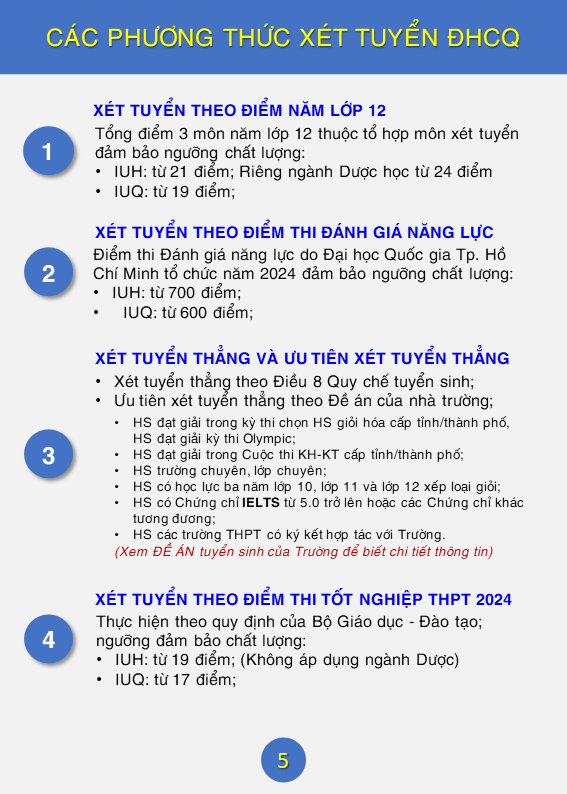 CÁC PHƯƠNG THỨC XÉT TUYỂN ĐHCQ
1
XÉT TUYỂN THEO ĐIỂM NĂM LỚP 12
Tổng điểm 3 môn năm lớp 12 thuộc tổ hợp môn xét tuyển
đảm bảo ngưỡng chất lượng:
• IUH: từ 21 điểm; Riêng ngành Dược học từ 24 điểm
• IUQ: từ 19 điểm;
2
XÉT TUYỂN THEO ĐIỂM THI ĐÁNH GIÁ NĂNG LỰC
Điểm thi Đánh giá năng lực do Đại học Quốc gia Tp. Hồ
Chí Minh tổ chức năm 2024 đảm bảo ngưỡng chất lượng:
• IUH: từ 700 điểm;
• IUQ: từ 600 điểm;
3
XÉT TUYỂN THẲNG VÀ ƯU TIÊN XÉT TUYỂN THẲNG
• Xét tuyển thẳng theo Điều 8 Quy chế tuyển sinh;
• Ưu tiên xét tuyển thẳng theo Đề án của nhà trường;
• HS đạt giải trong kỳ thi chọn HS giỏi hóa cấp tỉnh/thành phố,
HS đạt giải kỳ thi Olympic;
• HS đạt giải trong Cuộc thi KH-KT cấp tỉnh/thành phố;
• HS trường chuyên, lớp chuyên;
• HS có học lực ba năm lớp 10, lớp 11 và lớp 12 xếp loại giỏi;
• HS có Chứng chỉ IELTS từ 5.0 trở lên hoặc các Chứng chỉ khác
tương đương;
• HS các trường THPT có ký kết hợp tác với Trường.
(Xem ĐỀ ÁN tuyển sinh của Trường để biết chi tiết thông tin)
4
XÉT TUYỂN THEO ĐIỂM THI TỐT NGHIỆP THPT 2024
Thực hiện theo quy định của Bộ Giáo dục - Đào tạo;
ngưỡng đảm bảo chất lượng:
• IUH: từ 19 điểm; (Không áp dụng ngành Dược)
• IUQ: từ 17 điểm;
5